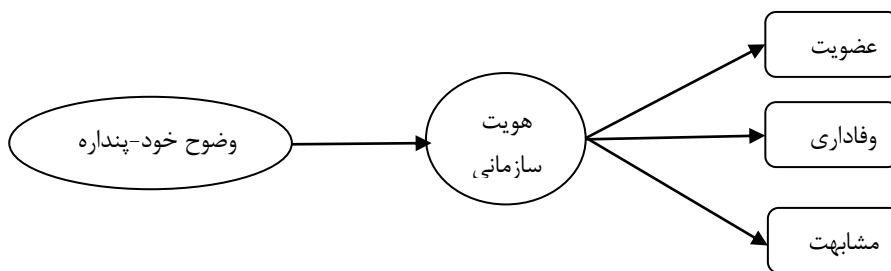 عضویت
وضوح خود-پنداره
هویت
سازمانی
وفاداری
مشابهت